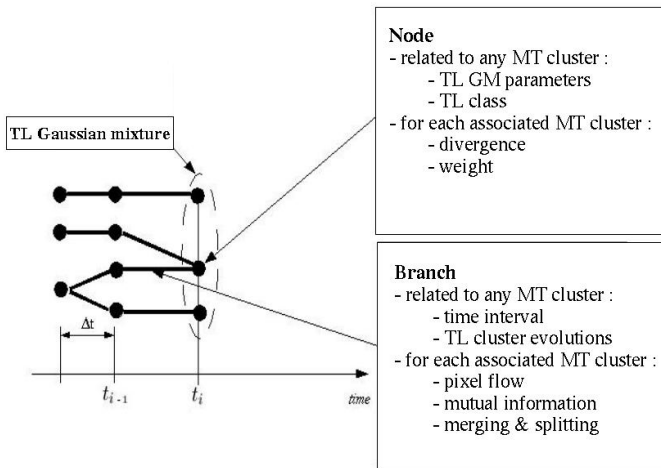 Node
- related to any MT cluster :
- TL GM parameters
- TL class
- for each associated MT cluster :
- divergence
- weight
TL Gaussian mixture
Branch
- related to any MT cluster :
- time interval
- TL cluster evolutions
- for each associated MT cluster :
- pixel flow
- mutual information
- merging & splitting
Δt
t i - 1
t i
time